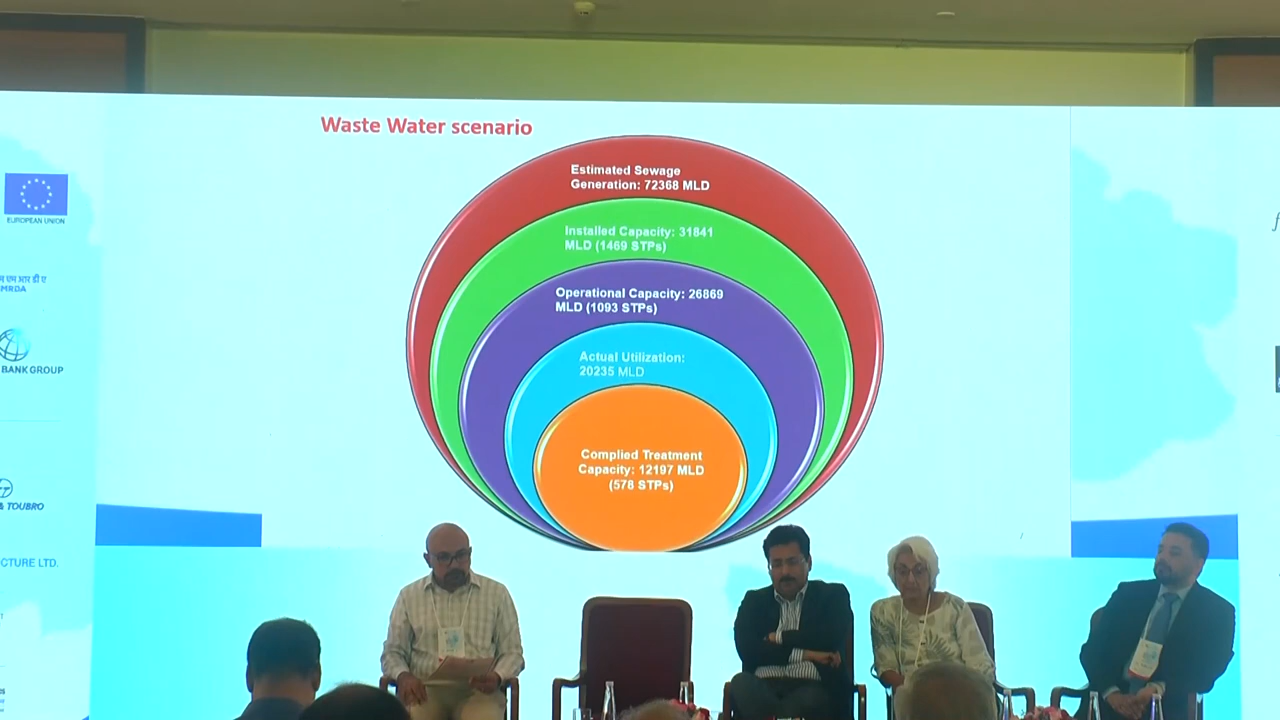 Waste Water scenario
Estimated Sewage
Generation: 72368 MLD
Installed Capacity: 31841
MLD (1469 STPs)
Operational Capacity: 26869
MLD (1093 STPs)
Actual Utilization:
20235 MLD
Complied Treatment
Capacity: 12197 MLD
(578 STPs)
EUROPEAN UNION
एम आर डी ए
MRDA
BANK GROUP
& TOUBRO
CTURE LTD.